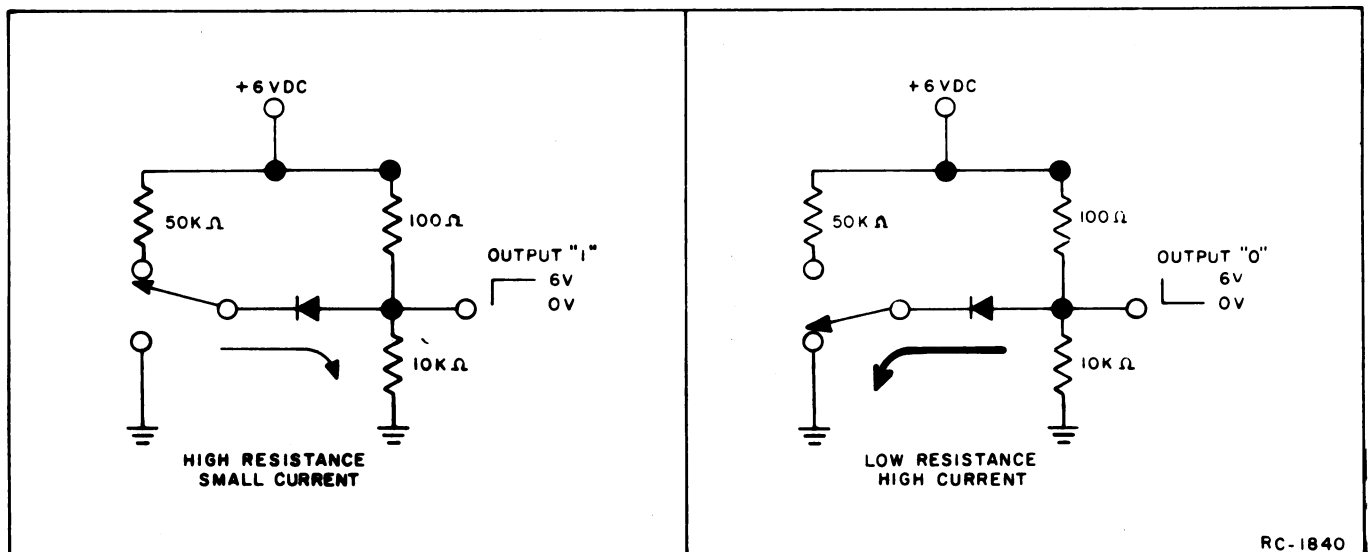 +6VDC
50KΩ
100Ω
OUTPUT "1"
6V
0V
10KΩ
HIGH RESISTANCE
SMALL CURRENT
+6VDC
50KΩ
100Ω
OUTPUT "0"
6V
0V
10KΩ
LOW RESISTANCE
HIGH CURRENT
RC-1840